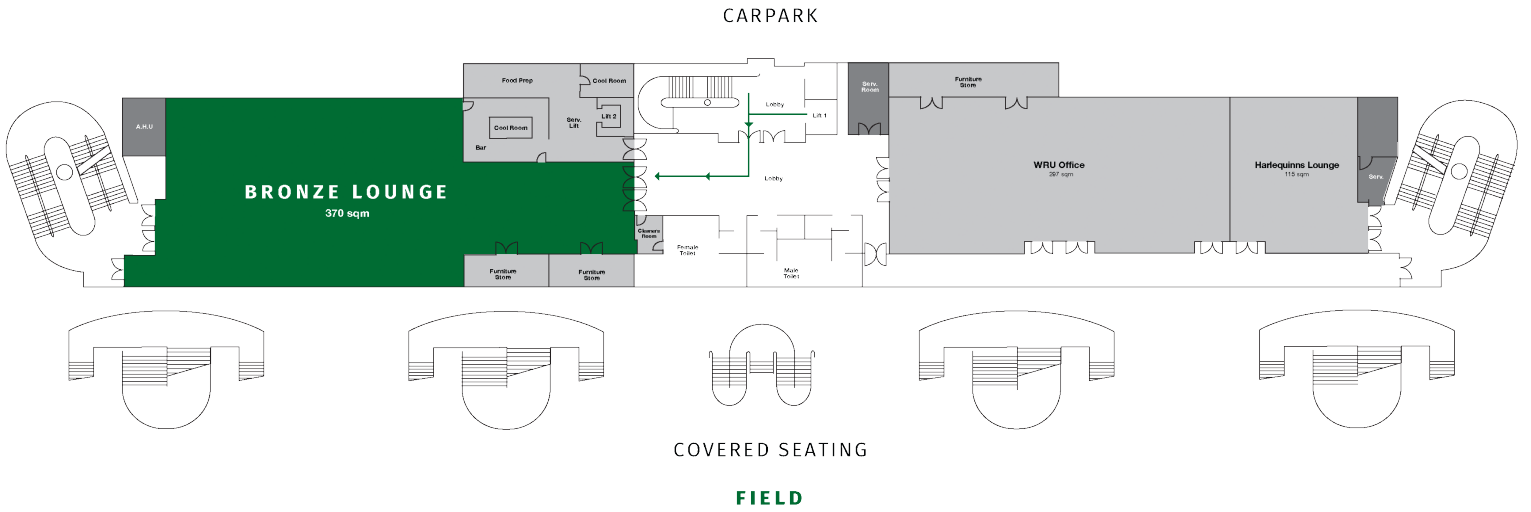 CARPARK
Food Prep
Cool Room
Serv.
Room
Furniture
Store
Lobby
Lift 1
A.H.U
Cool Room
Serv.
Lift
Lift 2
Bar
WRU Office
397 sqm
Harlequinns Lounge
115 sqm
Serv.
Lobby
BRONZE LOUNGE
370 sqm
Cleaners
Room
Female
Toilet
Male
Toilet
Furniture
Store
Furniture
Store
COVERED SEATING
FIELD